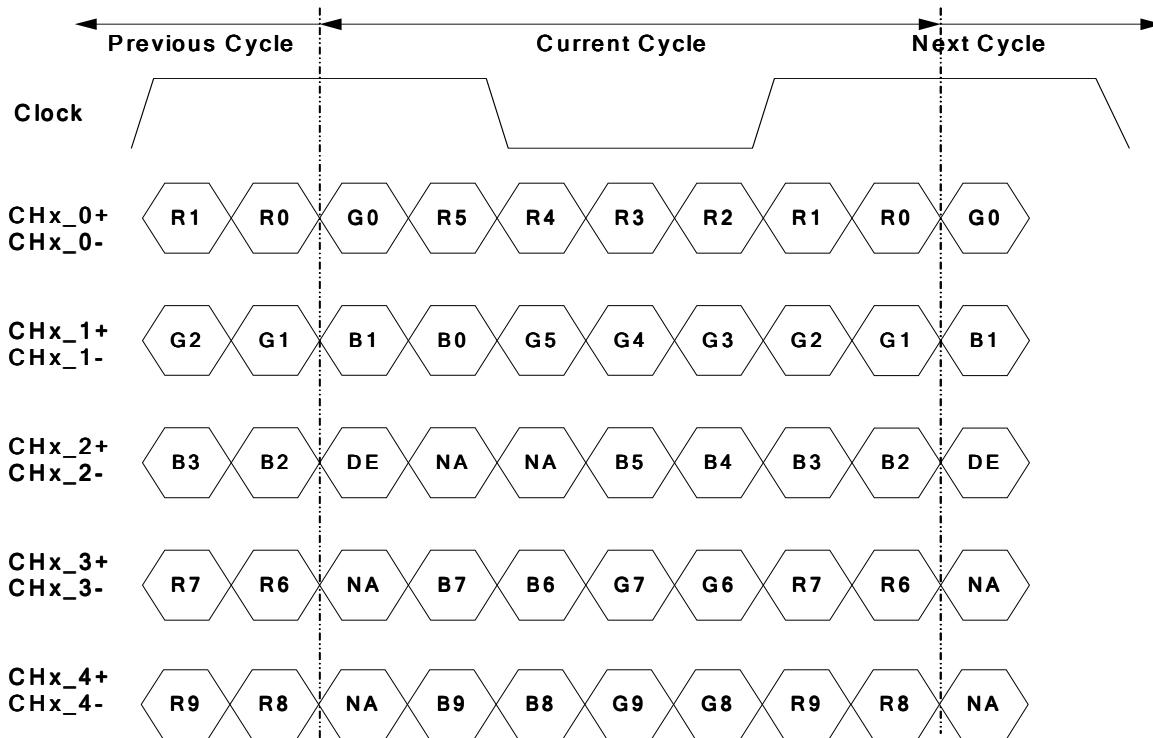 Previous Cycle Current Cycle Next Cycle
Clock
CHx_0+
CHx_0-
R1 R0 G0 R5 R4 R3 R2 R1 R0 G0
CHx_1+
CHx_1-
G2 G1 B1 B0 G5 G4 G3 G2 G1 B1
CHx_2+
CHx_2-
B3 B2 DE NA NA B5 B4 B3 B2 DE
CHx_3+
CHx_3-
R7 R6 NA B7 B6 G7 G6 R7 R6 NA
CHx_4+
CHx_4-
R9 R8 NA B9 B8 G9 G8 R9 R8 NA